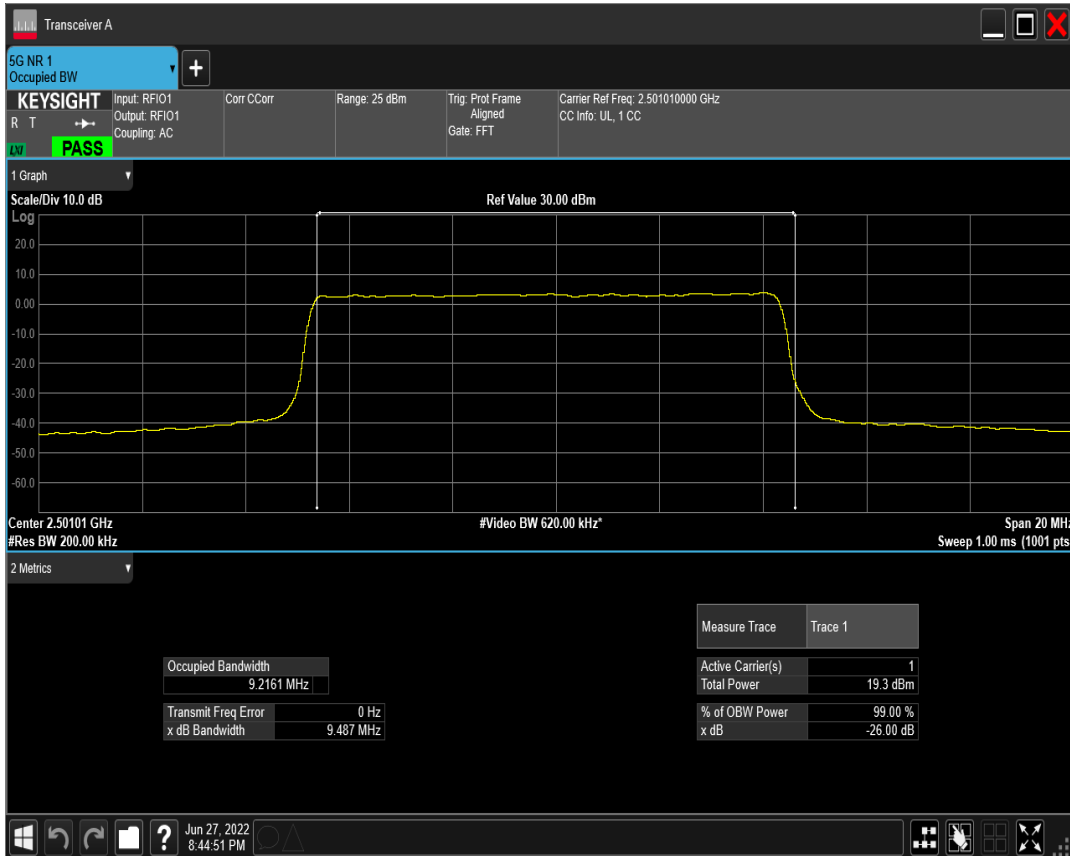 Transceiver A
5G NR 1
Occupied BW
KEYSIGHT
R T
LXI
PASS
Input: RFIO1
Output: RFIO1
Coupling: AC
Corr CCorr
Range: 25 dBm
Trig: Prot Frame
Aligned
Gate: FFT
Carrier Ref Freq: 2.501010000 GHz
CC Info: UL, 1 CC
1 Graph
Scale/Div 10.0 dB
Ref Value 30.00 dBm
Log
20.0
10.0
0.00
-10.0
-20.0
-30.0
-40.0
-50.0
-60.0
Center 2.50101 GHz
#Video BW 620.00 kHz*
Span 20 MHz
#Res BW 200.00 kHz
Sweep 1.00 ms (1001 pts
2 Metrics
Measure Trace Trace 1
Occupied Bandwidth
9.2161 MHz
Active Carrier(s) 1
Total Power 19.3 dBm
Transmit Freq Error 0 Hz
x dB Bandwidth 9.487 MHz
% of OBW Power 99.00 %
x dB -26.00 dB
?
Jun 27, 2022
8:44:51 PM